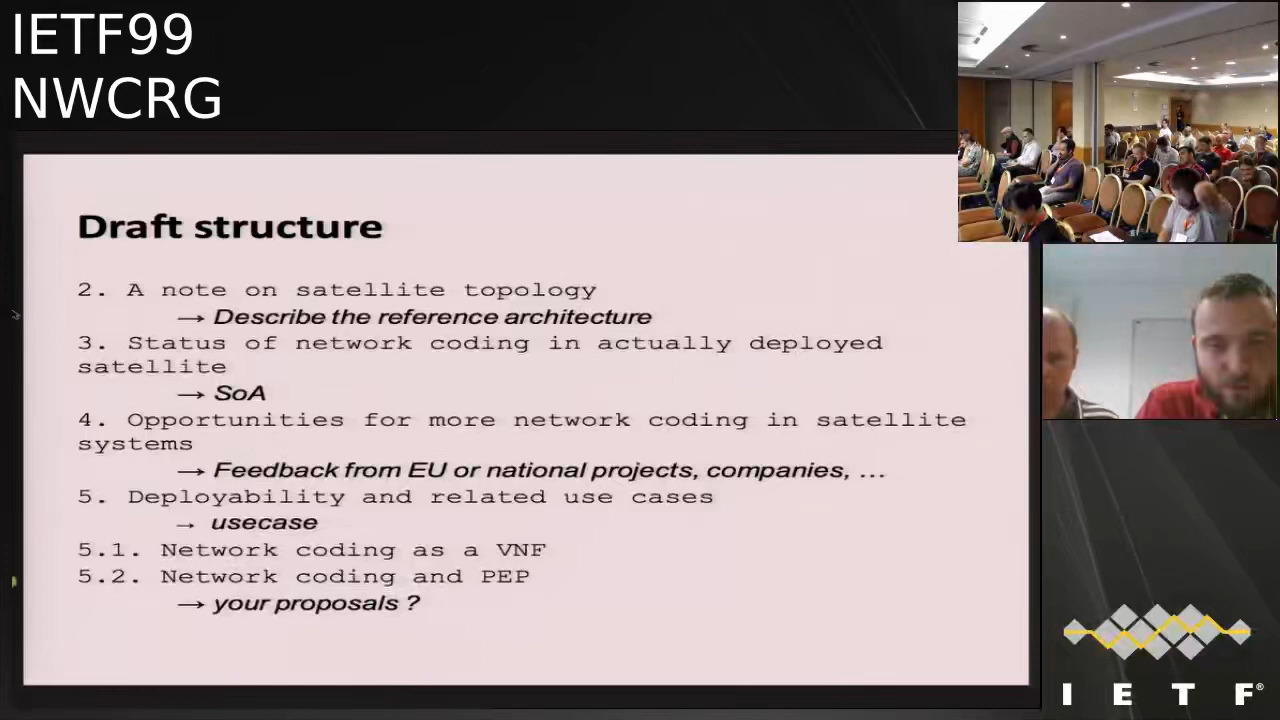 IETF99
NWCRG
Draft structure
2. A note on satellite topology
→ Describe the reference architecture
3. Status of network coding in actually deployed
satellite
→ SoA
4. Opportunities for more network coding in satellite
systems
→ Feedback from EU or national projects, companies, ...
5. Deployability and related use cases
→ usecase
5.1. Network coding as a VNF
5.2. Network coding and PEP
→ your proposals ?
I E T F®